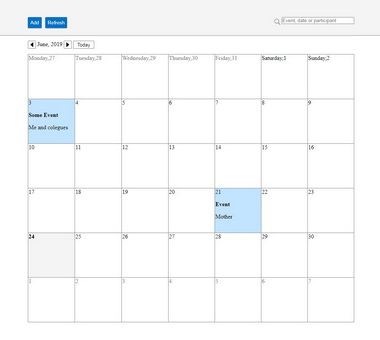 Add Refresh Event, date or participant
June, 2019 Today
Monday,27 Tuesday,28 Wednesday,29 Thursday,30 Friday,31 Saturday,1 Sunday,2
3 4 5 6 7 8 9
Some Event
Me and colegues
10 11 12 13 14 15 16
17 18 19 20 21 22 23
Event
Mother
24 25 26 27 28 29 30
1 2 3 4 5 6 7